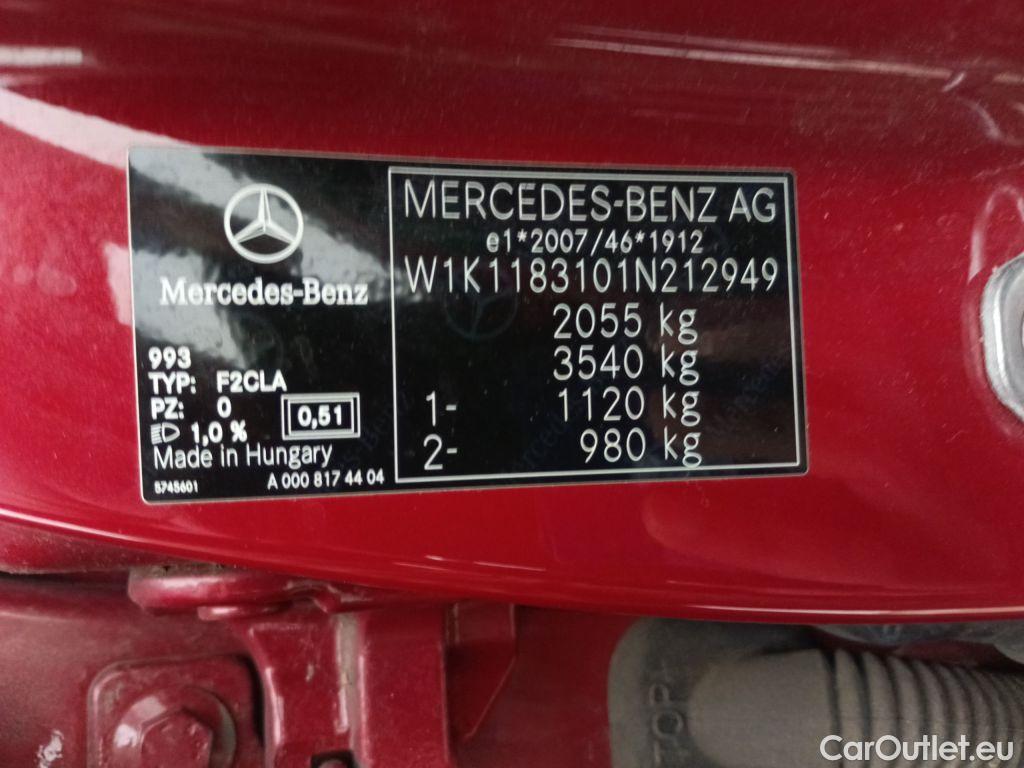 Mercedes-Benz
993
TYP: F2CLA
PZ: 0
1,0 %
0,51
Made in Hungary
5745601
A 000 817 44 04
MERCEDES-BENZ AG
e1*2007/46*1912
W1K1183101N212949
2055 kg
3540 kg
1- 1120 kg
2- 980 kg
TOP
CarOutlet.eu